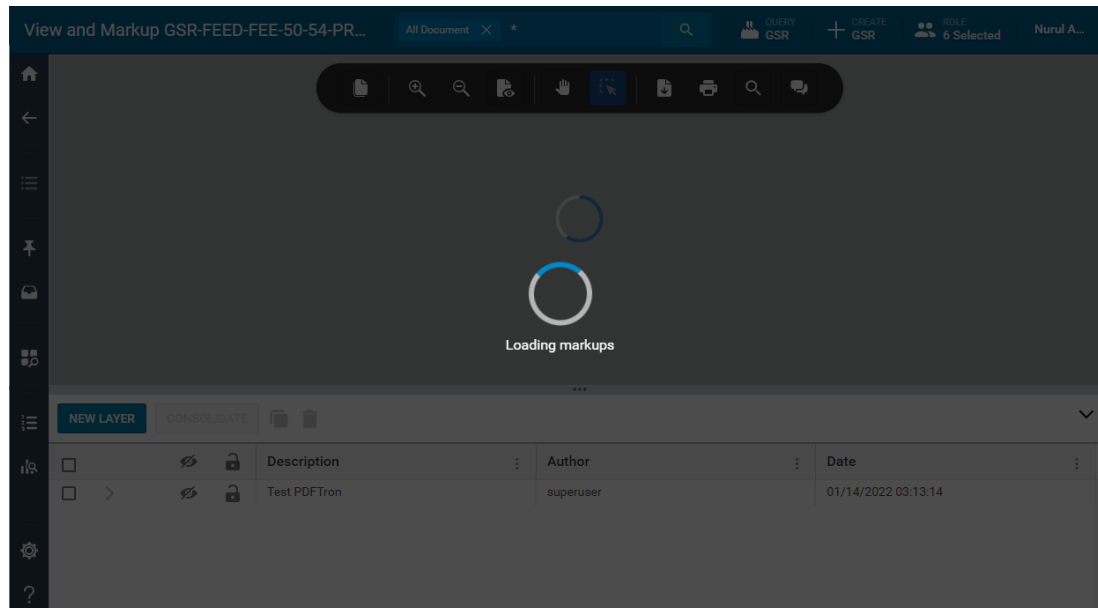 View and Markup GSR-FEED-FEE-50-54-PR...
All Document
*
QUERY
GSR
CREATE
GSR
ROLE
6 Selected
Nurul A...
Loading markups
NEW LAYER
CONSOLIDATE
Description
Author
Date
Test PDFTron
superuser
01/14/2022 03:13:14